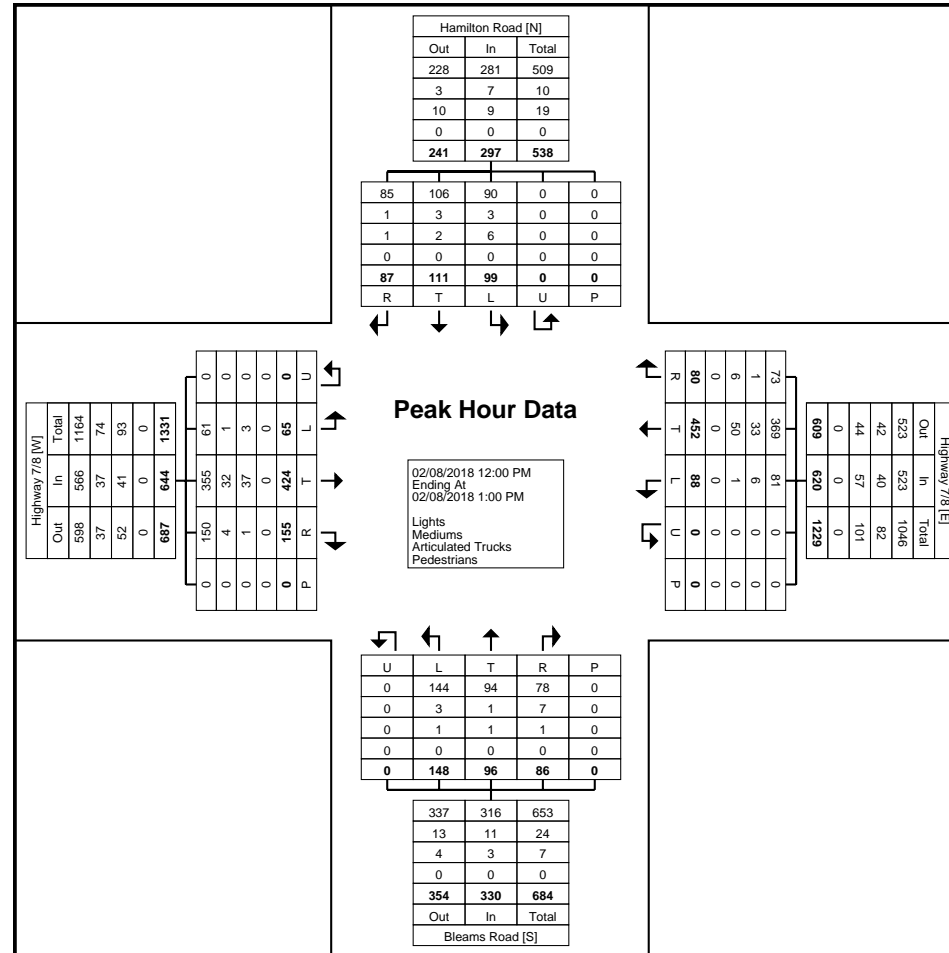 Hamilton Road [N]
Out In Total
228 281 509
3 7 10
10 9 19
0 0 0
241 297 538
85 106 90 0 0
1 3 3 0 0
1 2 6 0 0
0 0 0 0 0
87 111 99 0 0
R T L U P
Highway 7/8 [W]
Total In Out
1164 566 598
74 37 37
93 41 52
0 0 0
1331 644 687
0 61 355 150 0
0 1 32 4 0
0 3 37 1 0
0 0 0 0 0
0 65 424 155 0
U L T R P
Peak Hour Data
02/08/2018 12:00 PM
Ending At
02/08/2018 1:00 PM
Lights
Mediums
Articulated Trucks
Pedestrians
Highway 7/8 [E]
Out In Total
523 523 1046
42 40 82
44 57 101
0 0 0
609 620 1229
73 369 81 0 0
1 33 6 0 0
6 50 1 0 0
0 0 0 0 0
80 452 88 0 0
R T L U P
U L T R P
0 144 94 78 0
0 3 1 7 0
0 1 1 1 0
0 0 0 0 0
0 148 96 86 0
337 316 653
13 11 24
4 3 7
0 0 0
354 330 684
Out In Total
Bleams Road [S]